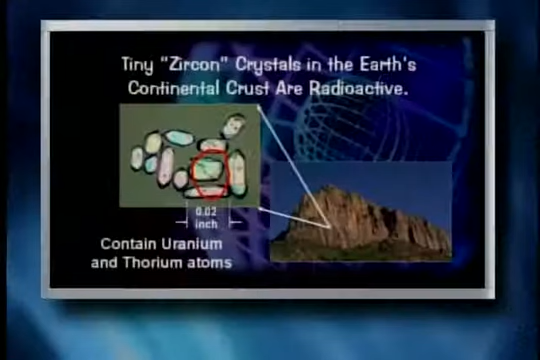 Tiny "Zircon" Crystals in the Earth's
Continental Crust Are Radioactive.
0.02
inch
Contain Uranium
and Thorium atoms